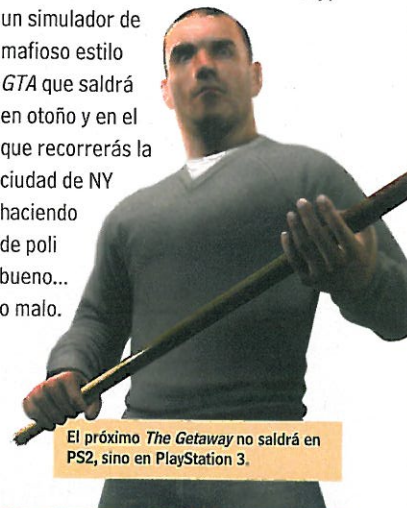 un simulador de
mafioso estilo
GTA que saldrá
en otoño y en el
que recorrerás la
ciudad de NY
haciendo
de poli
bueno...
o malo.
El próximo The Getaway no saldrá en
PS2, sino en PlayStation 3.